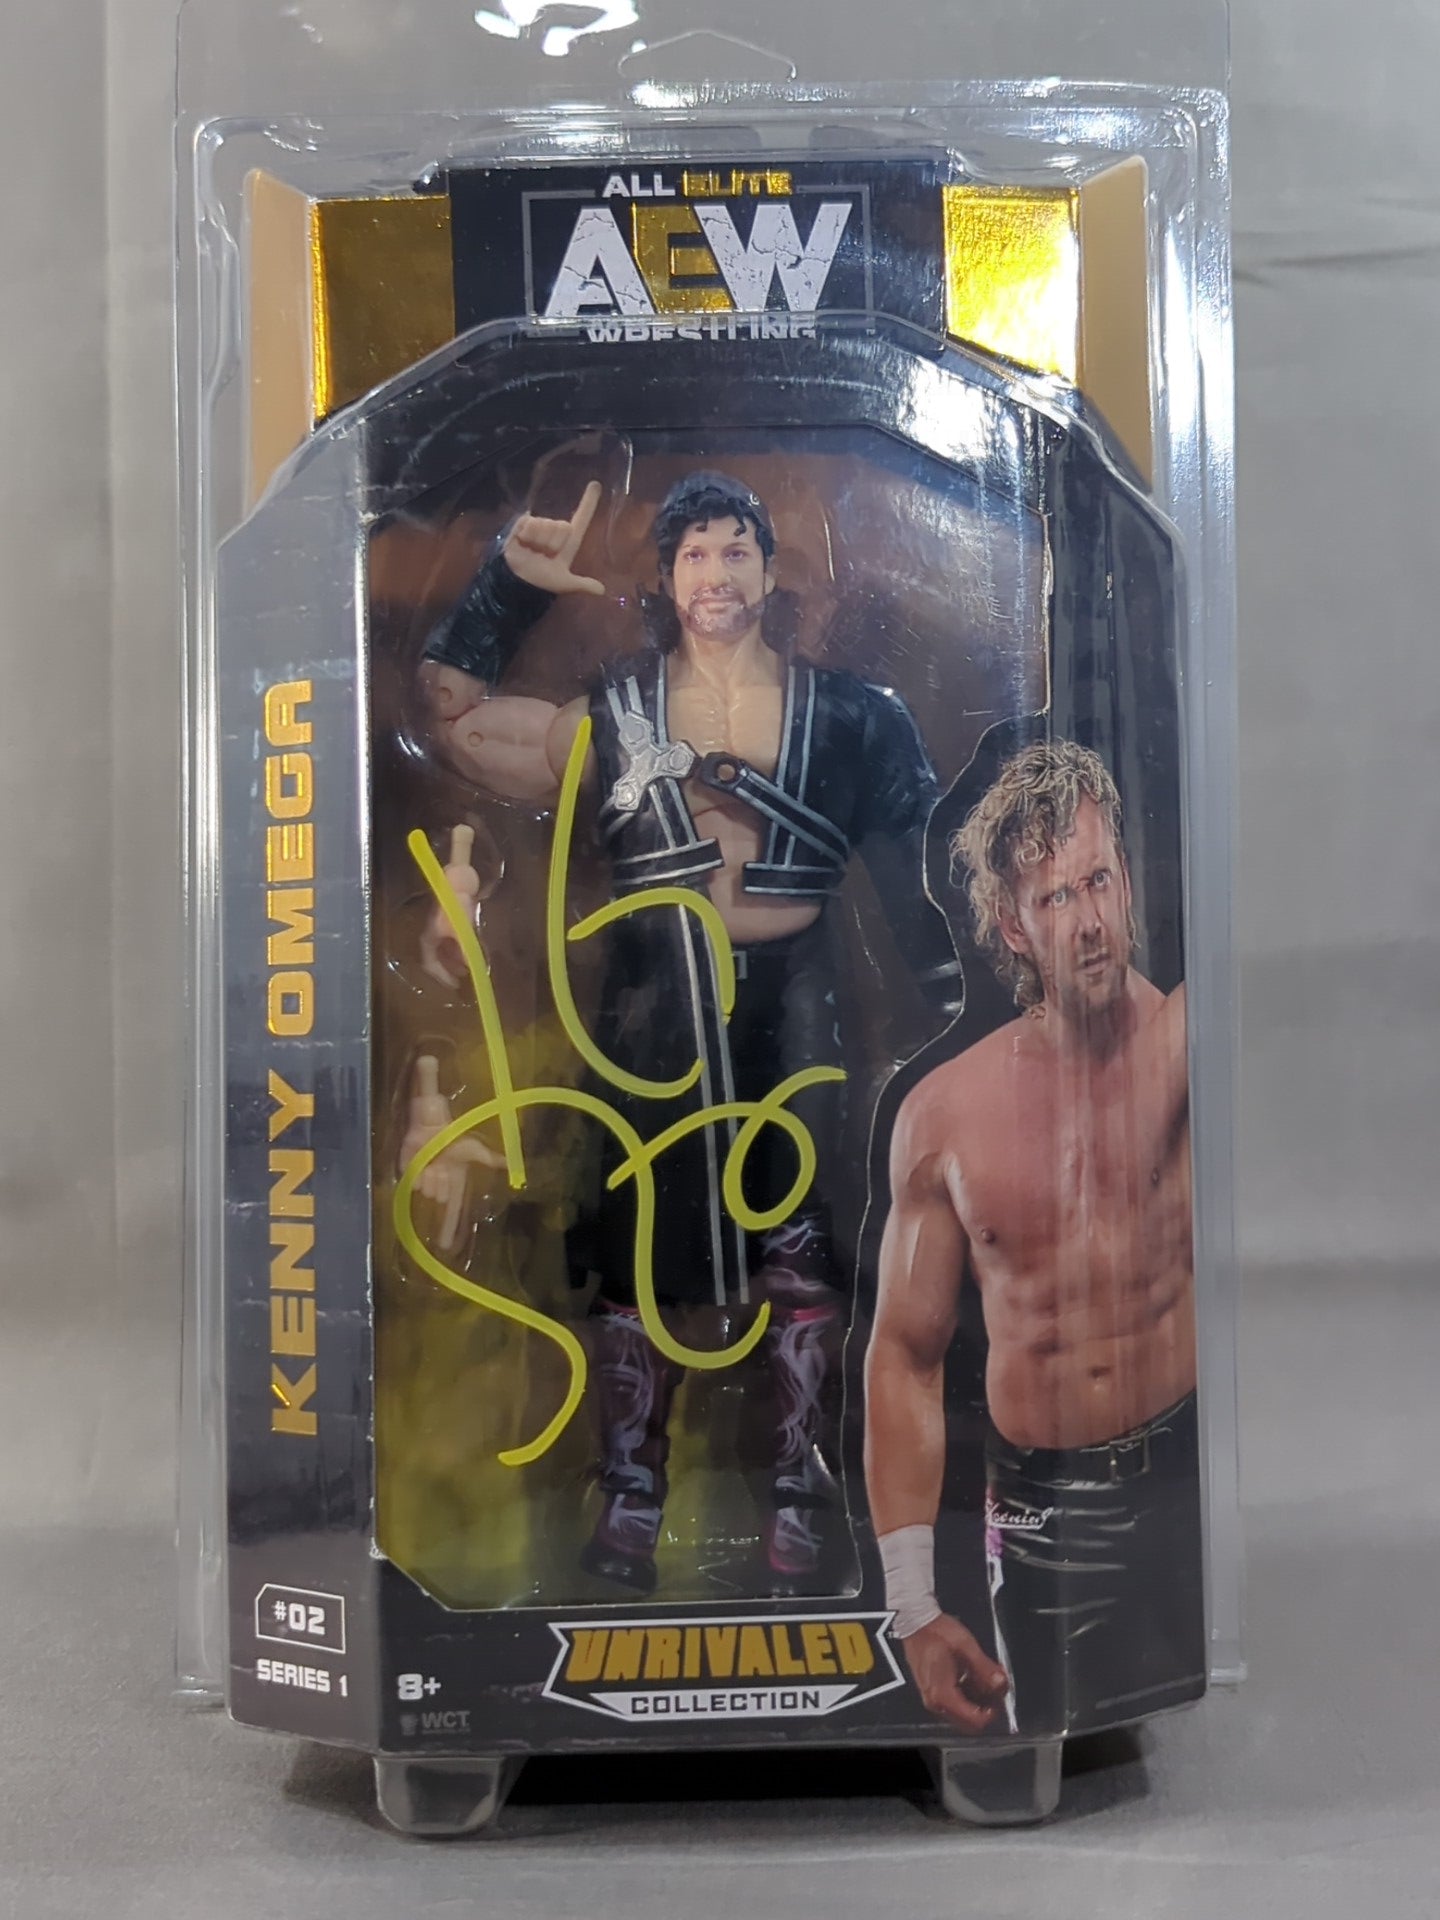 ALL ELITE
AEW
WRESTLING
KENNY OMEGA
#02
SERIES 1
8+
WCT
UNRIVALED
COLLECTION